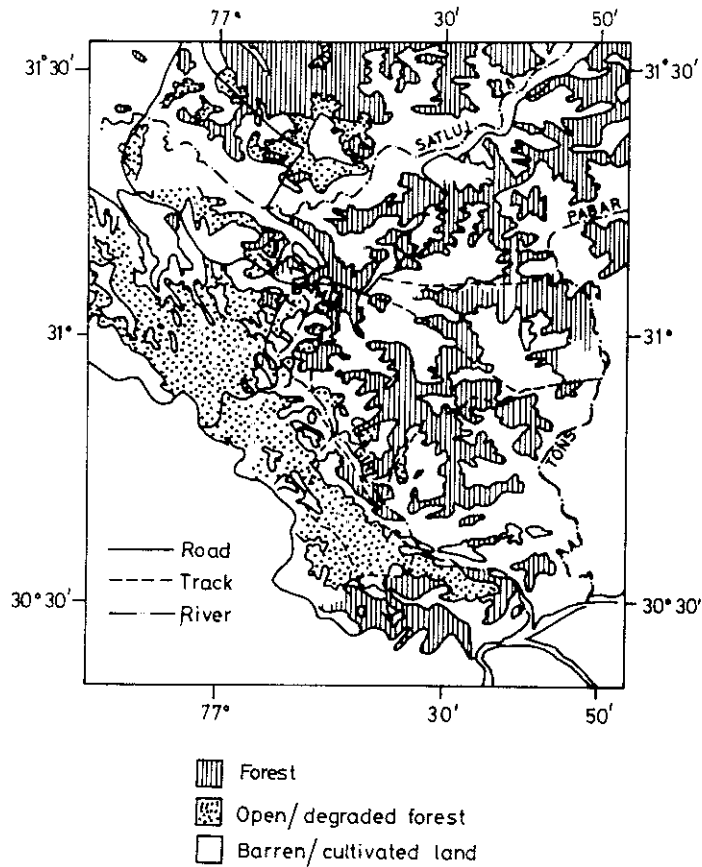 77° 30' 50'
31° 30' 31° 30'
SATLUJ
PABAR
31° 31°
TONS
Road
Track
River
30° 30' 30° 30'
77° 30' 50'
Forest
Open/degraded forest
Barren/cultivated land